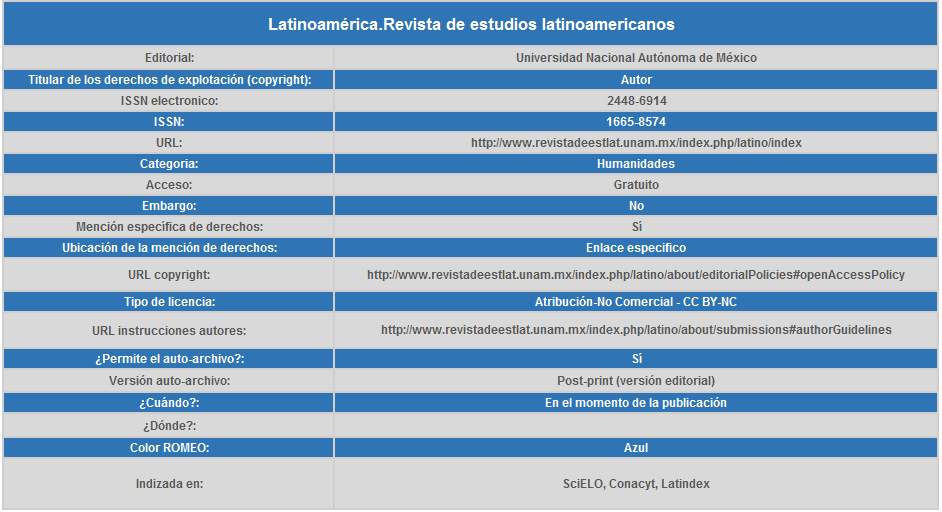 Latinoamérica.Revista de estudios latinoamericanos
Editorial: Universidad Nacional Autónoma de México
Titular de los derechos de explotación (copyright): Autor
ISSN electronico: 2448-6914
ISSN: 1665-8574
URL: http://www.revistadeestlat.unam.mx/index.php/latino/index
Categoria: Humanidades
Acceso: Gratuito
Embargo: No
Mención específica de derechos: Sí
Ubicación de la mención de derechos: Enlace especifico
URL copyright: http://www.revistadeestlat.unam.mx/index.php/latino/about/editorialPolicies#openAccessPolicy
Tipo de licencia: Atribución-No Comercial - CC BY-NC
URL instrucciones autores: http://www.revistadeestlat.unam.mx/index.php/latino/about/submissions#authorGuidelines
¿Permite el auto-archivo?: Sí
Versión auto-archivo: Post-print (versión editorial)
¿Cuándo?: En el momento de la publicación
¿Dónde?:
Color ROMEO: Azul
Indizada en: SciELO, Conacyt, Latindex